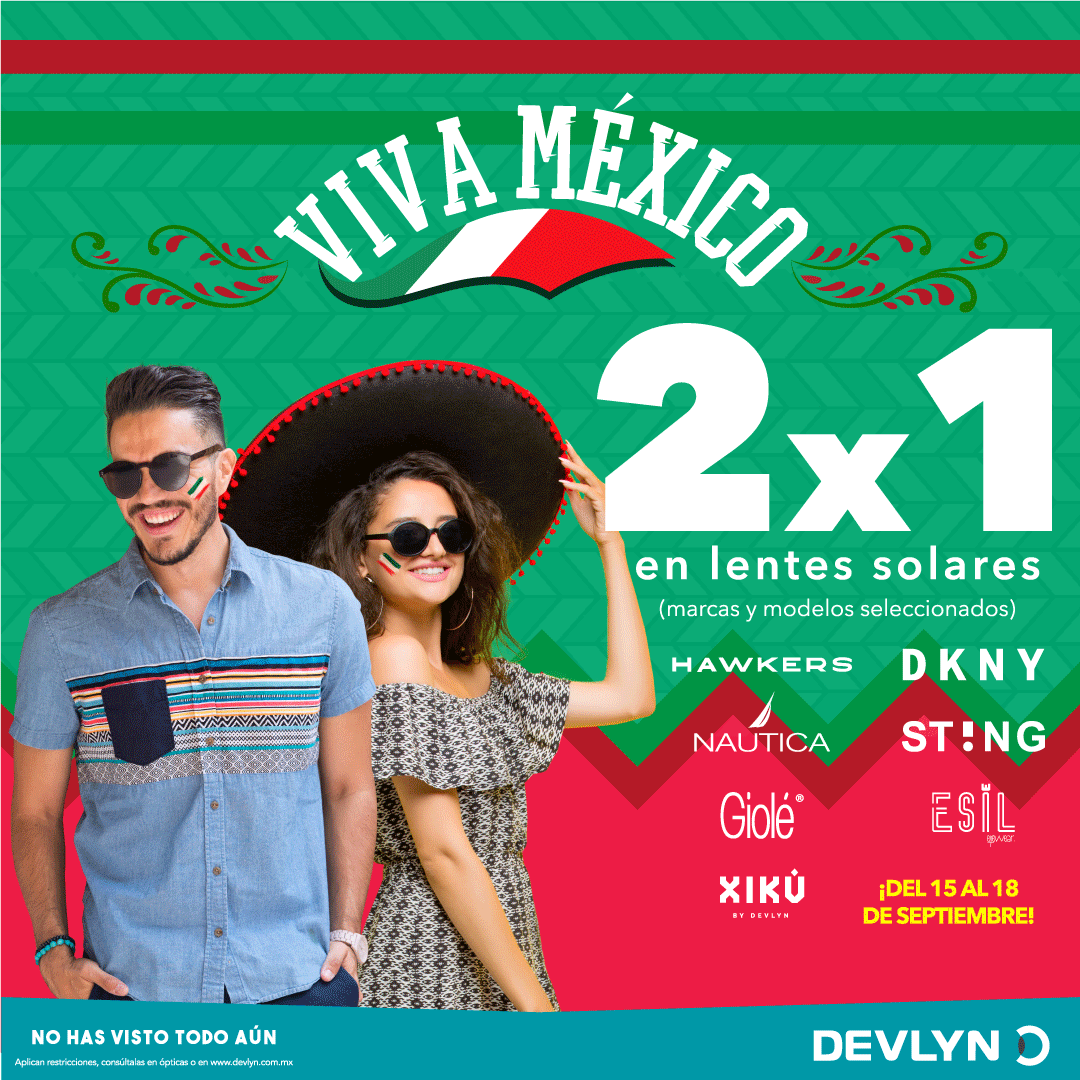 VIVA MÉXICO
2x1
en lentes solares
(marcas y modelos seleccionados)
HAWKERS
DKNY
NAUTICA
ST!NG
Giolé®
ESIL
eyewear.
XIKÚ
BY DEVLYN
¡DEL 15 AL 18
DE SEPTIEMBRE!
NO HAS VISTO TODO AÚN
Aplican restricciones, consúltalas en ópticas o en www.devlyn.com.mx
DEVLYN